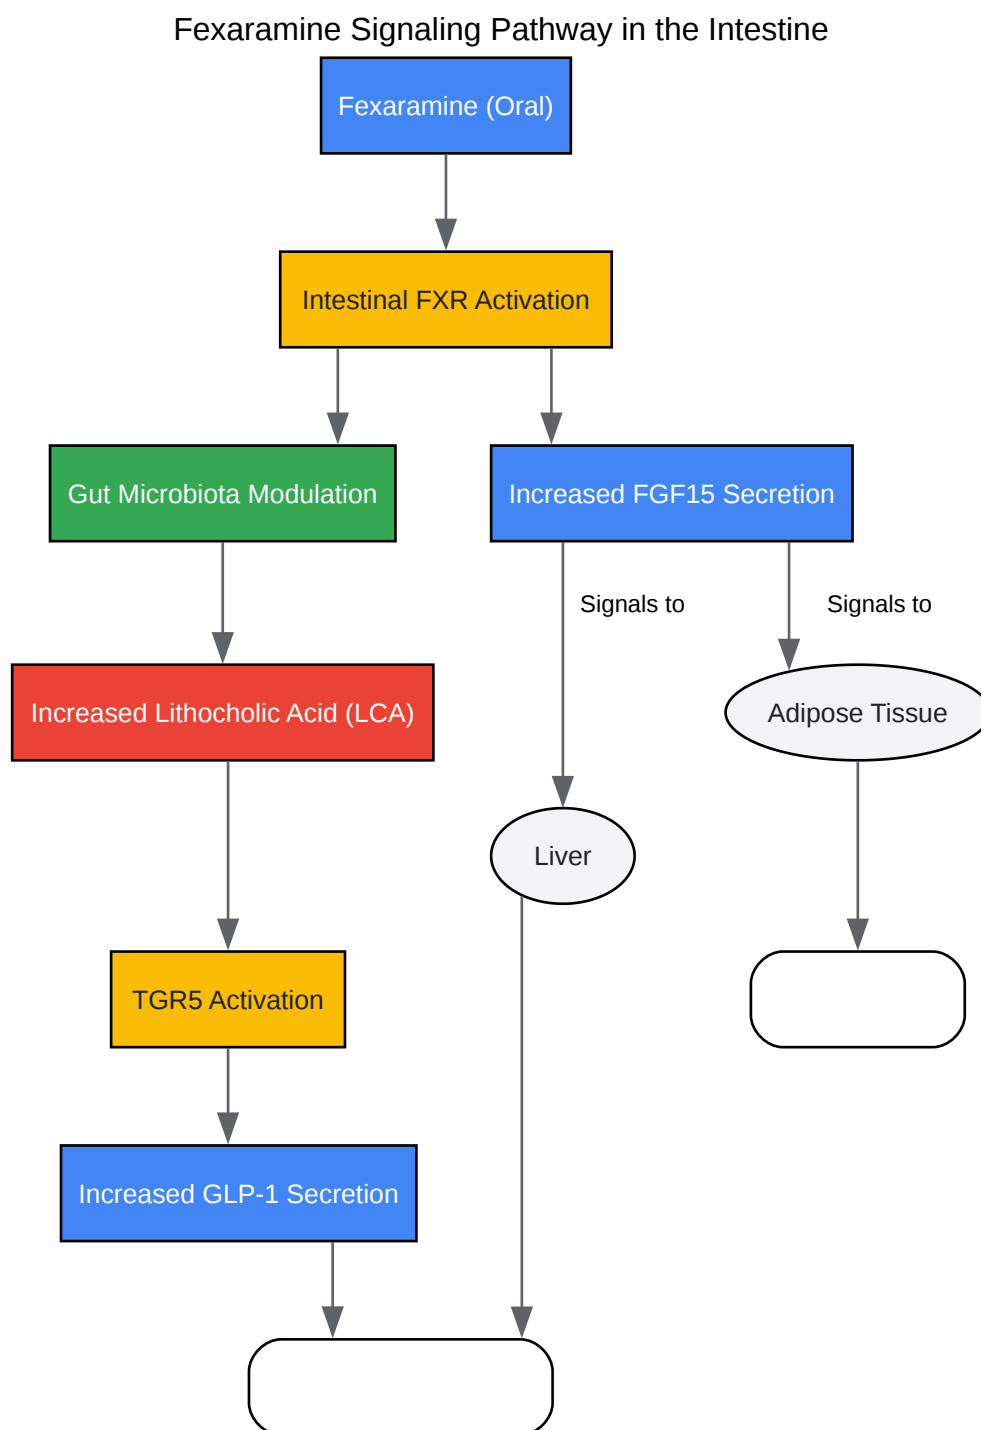 Fexaramine Signaling Pathway in the Intestine
Fexaramine (Oral)
Intestinal FXR Activation
Gut Microbiota Modulation
Increased FGF15 Secretion
Signals to
Signals to
Increased Lithocholic Acid (LCA)
Adipose Tissue
Liver
TGR5 Activation
Increased GLP-1 Secretion